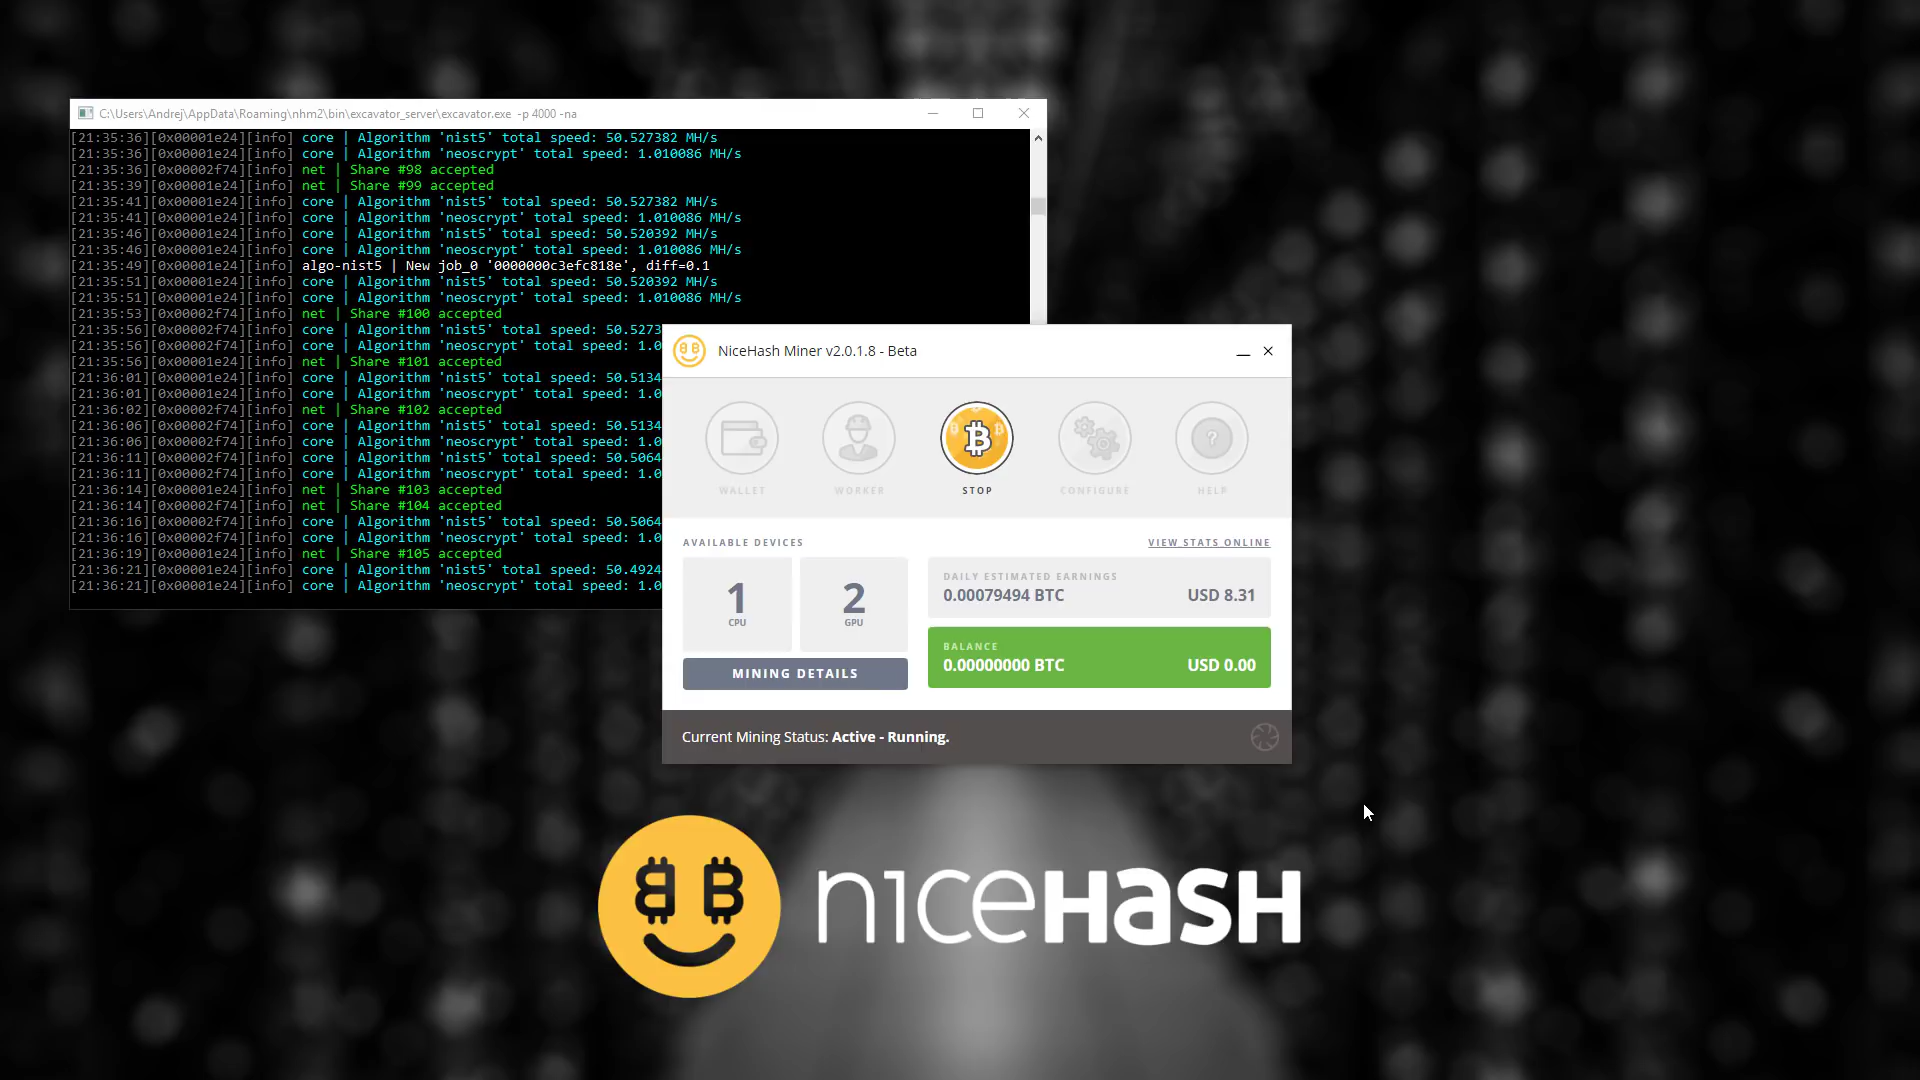 C:\Users\Andrej\AppData\Roaming\nhm2\bin\excavator_server\excavator.exe -p 4000 -na
[21:35:36][0x00001e24][info] core | Algorithm 'nist5' total speed: 50.527382 MH/s
[21:35:36][0x00001e24][info] core | Algorithm 'neoscrypt' total speed: 1.010086 MH/s
[21:35:36][0x00002f74][info] net | Share #98 accepted
[21:35:39][0x00001e24][info] net | Share #99 accepted
[21:35:41][0x00001e24][info] core | Algorithm 'nist5' total speed: 50.527382 MH/s
[21:35:41][0x00001e24][info] core | Algorithm 'neoscrypt' total speed: 1.010086 MH/s
[21:35:46][0x00001e24][info] core | Algorithm 'nist5' total speed: 50.520392 MH/s
[21:35:46][0x00001e24][info] core | Algorithm 'neoscrypt' total speed: 1.010086 MH/s
[21:35:49][0x00001e24][info] algo-nist5 | New job_0 '0000000c3efc818e', diff=0.1
[21:35:51][0x00001e24][info] core | Algorithm 'nist5' total speed: 50.520392 MH/s
[21:35:51][0x00001e24][info] core | Algorithm 'neoscrypt' total speed: 1.010086 MH/s
[21:35:53][0x00002f74][info] net | Share #100 accepted
[21:35:56][0x00002f74][info] core | Algorithm 'nist5' total speed: 50.5273
[21:35:56][0x00002f74][info] core | Algorithm 'neoscrypt' total speed: 1.0
[21:35:56][0x00001e24][info] net | Share #101 accepted
[21:36:01][0x00001e24][info] core | Algorithm 'nist5' total speed: 50.5134
[21:36:01][0x00001e24][info] core | Algorithm 'neoscrypt' total speed: 1.0
[21:36:02][0x00002f74][info] net | Share #102 accepted
[21:36:06][0x00002f74][info] core | Algorithm 'nist5' total speed: 50.5134
[21:36:06][0x00002f74][info] core | Algorithm 'neoscrypt' total speed: 1.0
[21:36:11][0x00002f74][info] core | Algorithm 'nist5' total speed: 50.5064
[21:36:11][0x00002f74][info] core | Algorithm 'neoscrypt' total speed: 1.0
[21:36:14][0x00001e24][info] net | Share #103 accepted
[21:36:14][0x00001e24][info] net | Share #104 accepted
[21:36:16][0x00002f74][info] core | Algorithm 'nist5' total speed: 50.5064
[21:36:16][0x00002f74][info] core | Algorithm 'neoscrypt' total speed: 1.0
[21:36:19][0x00001e24][info] net | Share #105 accepted
[21:36:21][0x00001e24][info] core | Algorithm 'nist5' total speed: 50.4924
[21:36:21][0x00001e24][info] core | Algorithm 'neoscrypt' total speed: 1.0
NiceHash Miner v2.0.1.8 - Beta
WALLET
WORKER
STOP
CONFIGURE
HELP
AVAILABLE DEVICES
VIEW STATS ONLINE
1
CPU
2
GPU
MINING DETAILS
DAILY ESTIMATED EARNINGS
0.00079494 BTC USD 8.31
BALANCE
0.00000000 BTC USD 0.00
Current Mining Status: Active - Running.
nicehash